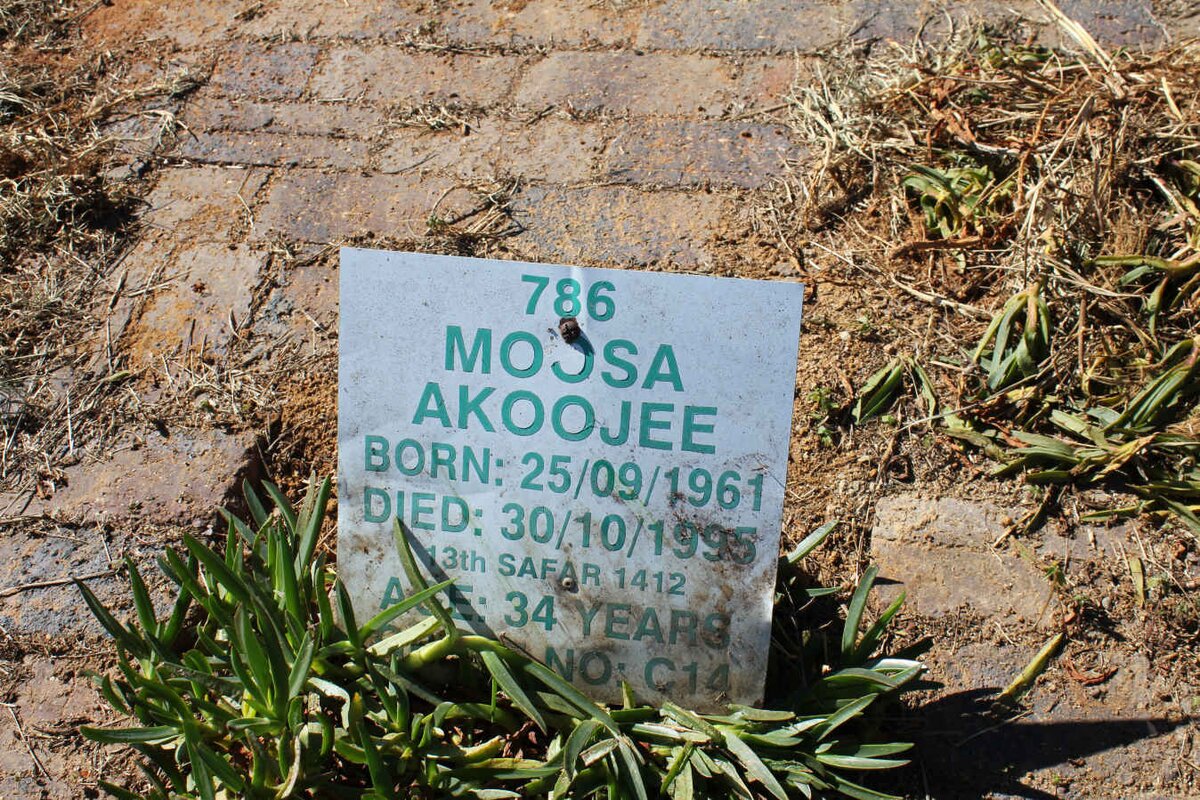 786
MOOSA
AKOOJEE
BORN: 25/09/1961
DIED: 30/10/1995
13th SAFAR 1412
AGE: 34 YEARS
NO: C14